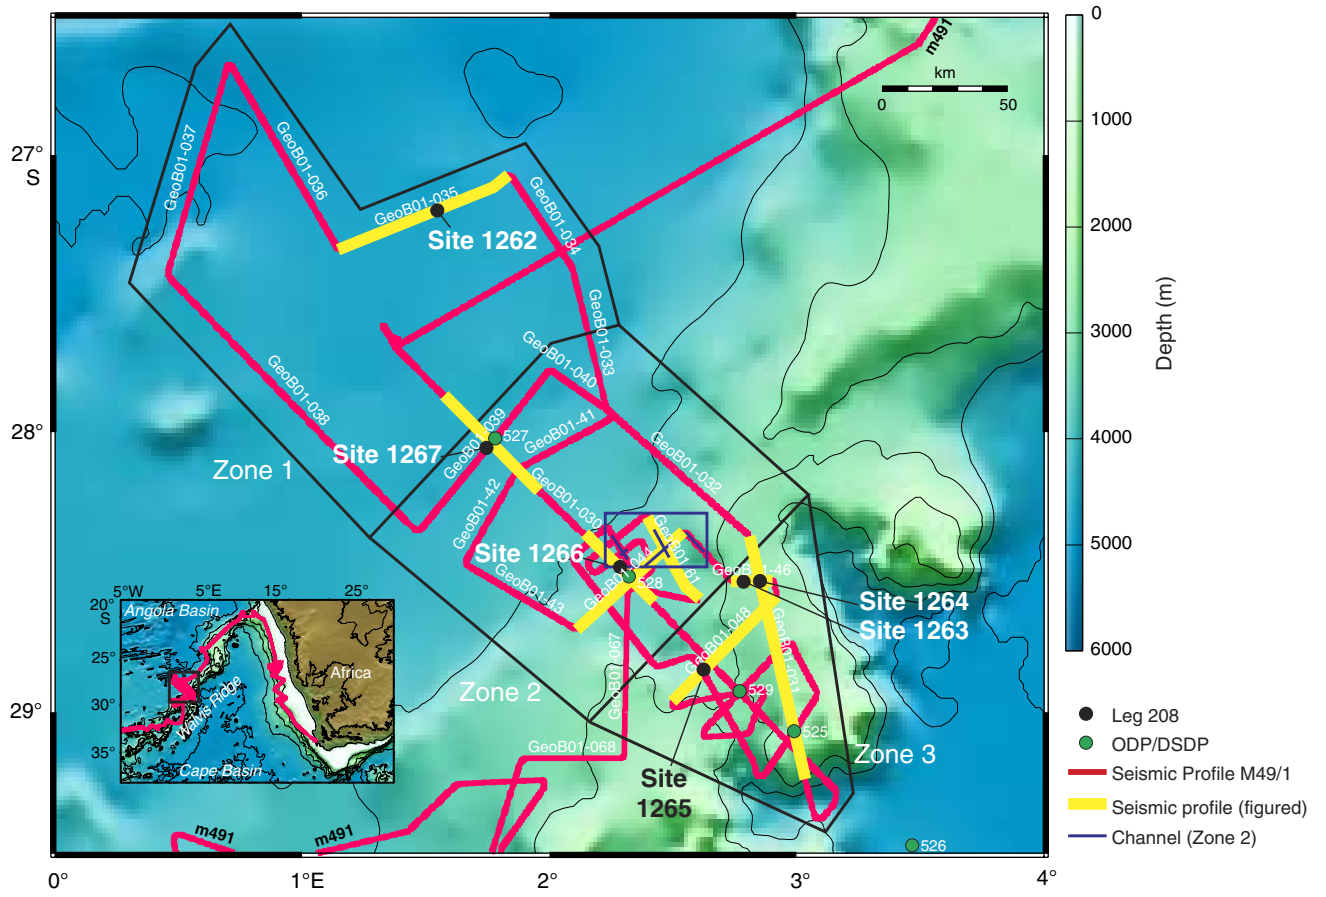 m491
km
0
50
0
1000
2000
3000
4000
5000
6000
Depth (m)
27°
S
28°
29°
GeoB01-037
GeoB01-036
GeoB01-035
GeoB01-034
Site 1262
GeoB01-033
GeoB01-040
GeoB01-038
GeoB01-41
527
Site 1267
Zone 1
GeoB01-032
GeoB01-42
GeoB01-030
Site 1266
GeoB01-044
528
GeoB01-43
GeoB01-46
Site 1264
Site 1263
GeoB01-048
GeoB01-031
GeoB01-067
Zone 2
529
525
Zone 3
GeoB01-068
Site
1265
m491
m491
526
5°W
5°E
15°
25°
20°
S
25°
30°
35°
Angola Basin
Africa
Walvis Ridge
Cape Basin
0°
1°E
2°
3°
4°
Leg 208
ODP/DSDP
Seismic Profile M49/1
Seismic profile (figured)
Channel (Zone 2)